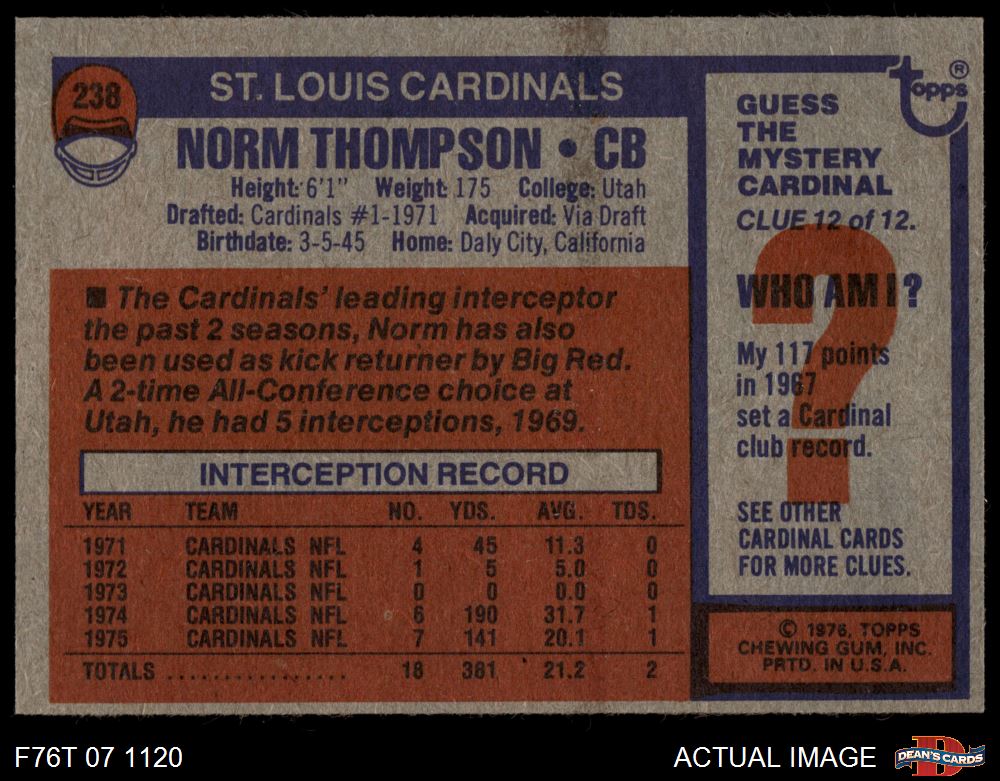 238
ST. LOUIS CARDINALS
NORM THOMPSON • CB
Height: 6'1" Weight: 175 College: Utah
Drafted: Cardinals #1-1971 Acquired: Via Draft
Birthdate: 3-5-45 Home: Daly City, California
■ The Cardinals' leading interceptor
the past 2 seasons, Norm has also
been used as kick returner by Big Red.
A 2-time All-Conference choice at
Utah, he had 5 interceptions, 1969.
INTERCEPTION RECORD
YEAR TEAM NO. YDS. AVG. TDS.
1971 CARDINALS NFL 4 45 11.3 0
1972 CARDINALS NFL 1 5 5.0 0
1973 CARDINALS NFL 0 0 0.0 0
1974 CARDINALS NFL 6 190 31.7 1
1975 CARDINALS NFL 7 141 20.1 1
TOTALS ................ 18 381 21.2 2
topps ®
GUESS
THE
MYSTERY
CARDINAL
CLUE 12 of 12.
?
WHO AM I?
My 117 points
in 1967
set a Cardinal
club record.
SEE OTHER
CARDINAL CARDS
FOR MORE CLUES.
© 1976, TOPPS
CHEWING GUM, INC.
PRTD. IN U.S.A.
F76T 07 1120
ACTUAL IMAGE
D
DEAN'S CARDS